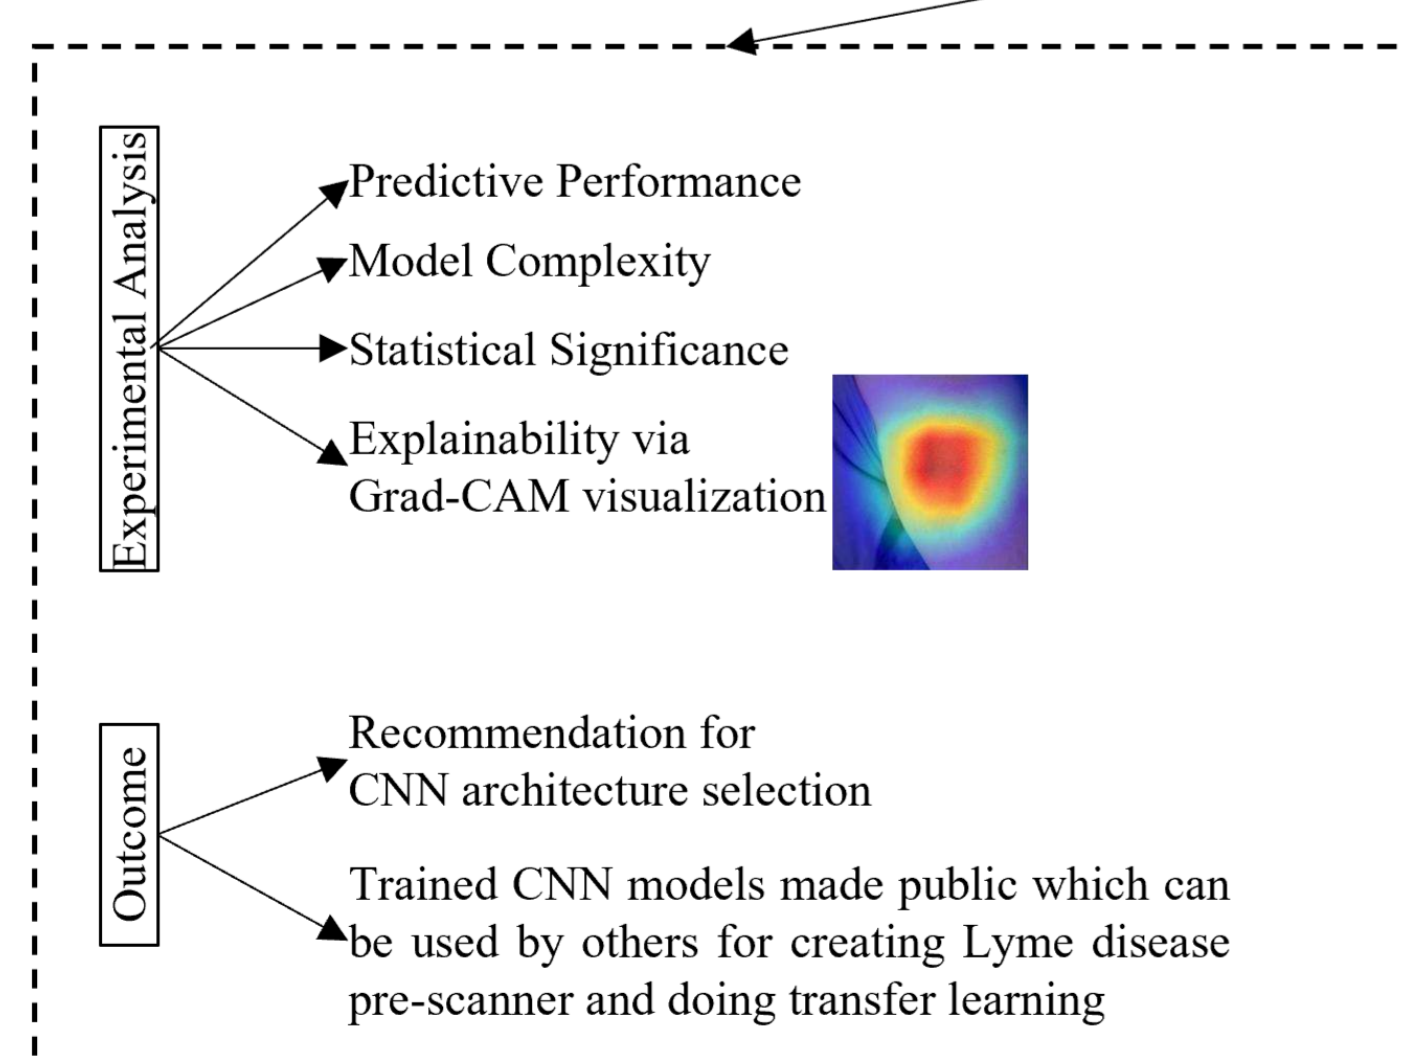 Experimental Analysis
Predictive Performance
Model Complexity
Statistical Significance
Explainability via
Grad-CAM visualization
Outcome
Recommendation for
CNN architecture selection
Trained CNN models made public which can
be used by others for creating Lyme disease
pre-scanner and doing transfer learning